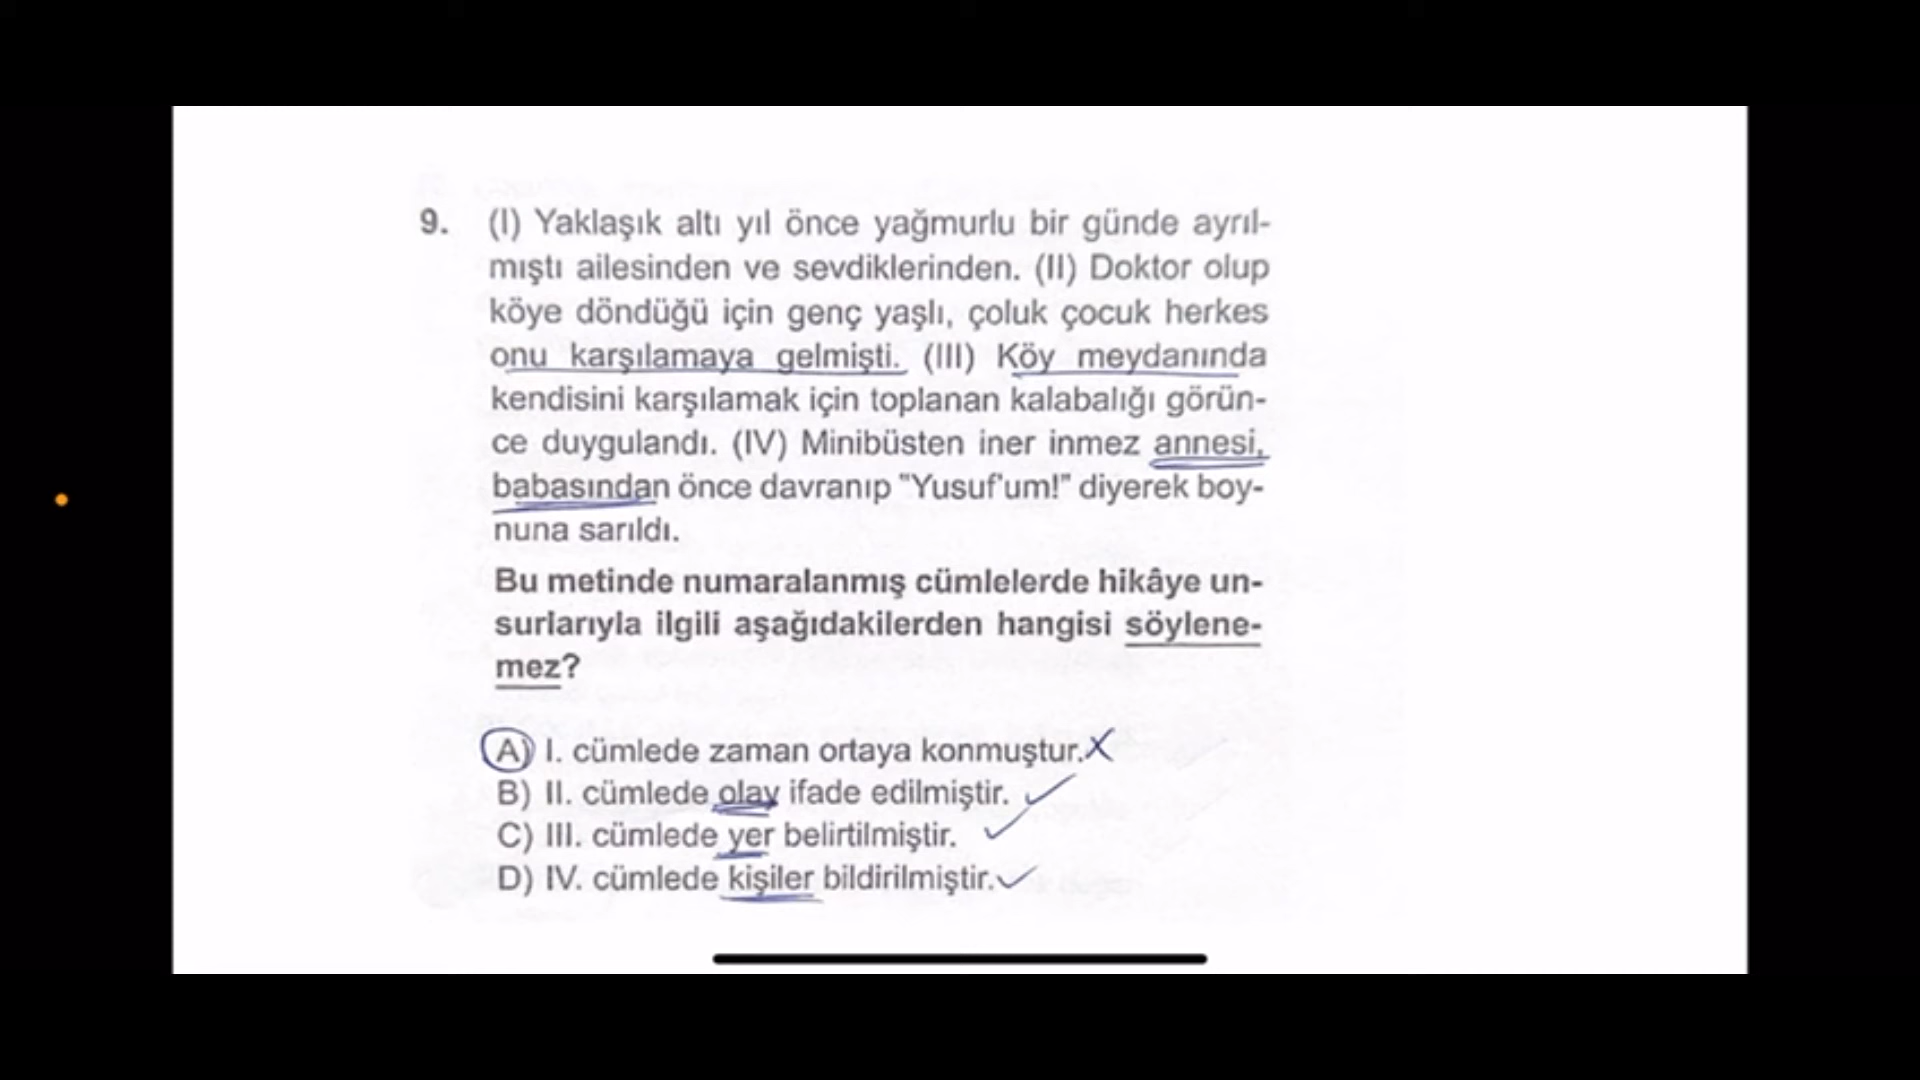 9. (I) Yaklaşık altı yıl önce yağmurlu bir günde ayrıl-
mıştı ailesinden ve sevdiklerinden. (II) Doktor olup
köye döndüğü için genç yaşlı, çoluk çocuk herkes
onu karşılamaya gelmişti. (III) Köy meydanında
kendisini karşılamak için toplanan kalabalığı görün-
ce duygulandı. (IV) Minibüsten iner inmez annesi,
babasından önce davranıp "Yusuf'um!" diyerek boy-
nuna sarıldı.
Bu metinde numaralanmış cümlelerde hikâye un-
surlarıyla ilgili aşağıdakilerden hangisi söylene-
mez?
A) I. cümlede zaman ortaya konmuştur.
B) II. cümlede olay ifade edilmiştir.
C) III. cümlede yer belirtilmiştir.
D) IV. cümlede kişiler bildirilmiştir.